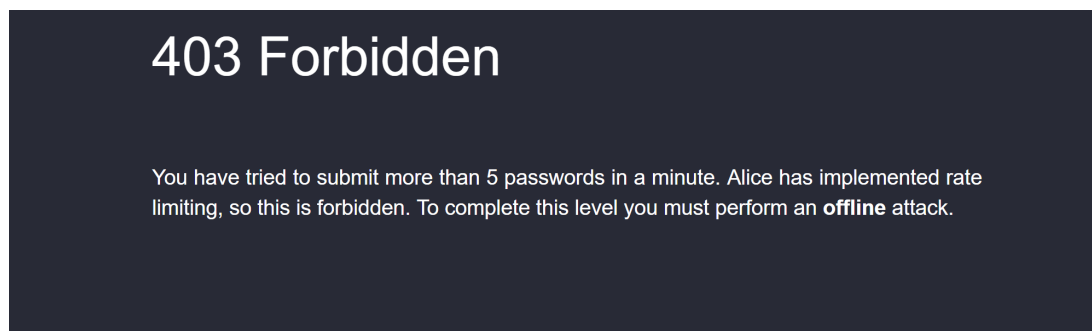 403 Forbidden
You have tried to submit more than 5 passwords in a minute. Alice has implemented rate
limiting, so this is forbidden. To complete this level you must perform an offline attack.